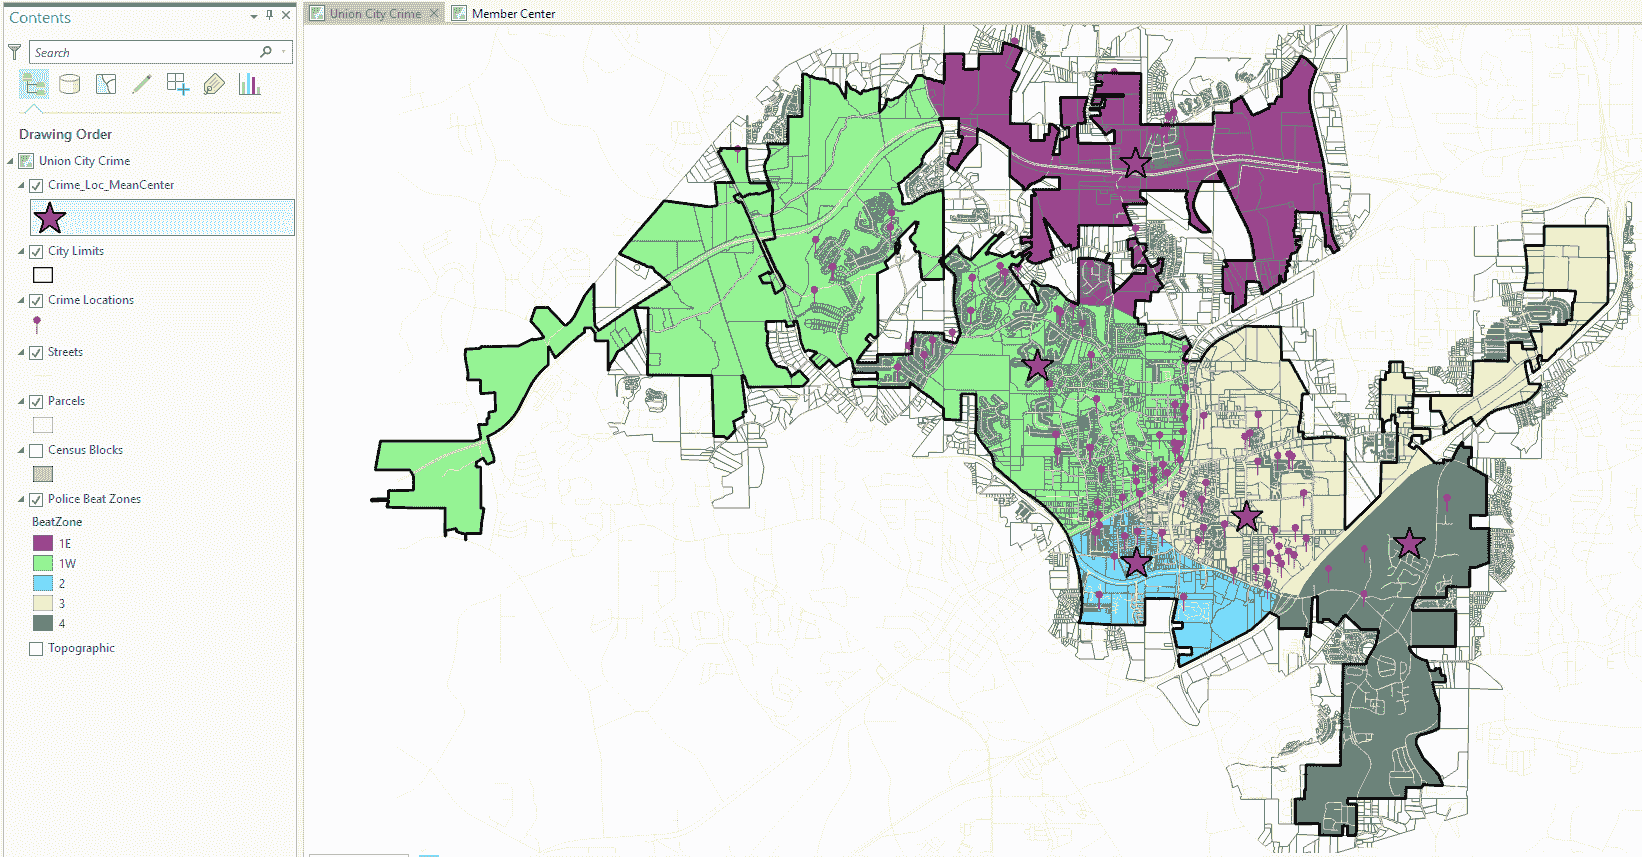 Contents
Union City Crime
Member Center
Search
Drawing Order
Union City Crime
Crime_Loc_MeanCenter
City Limits
Crime Locations
Streets
Parcels
Census Blocks
Police Beat Zones
BeatZone
1E
1W
2
3
4
Topographic